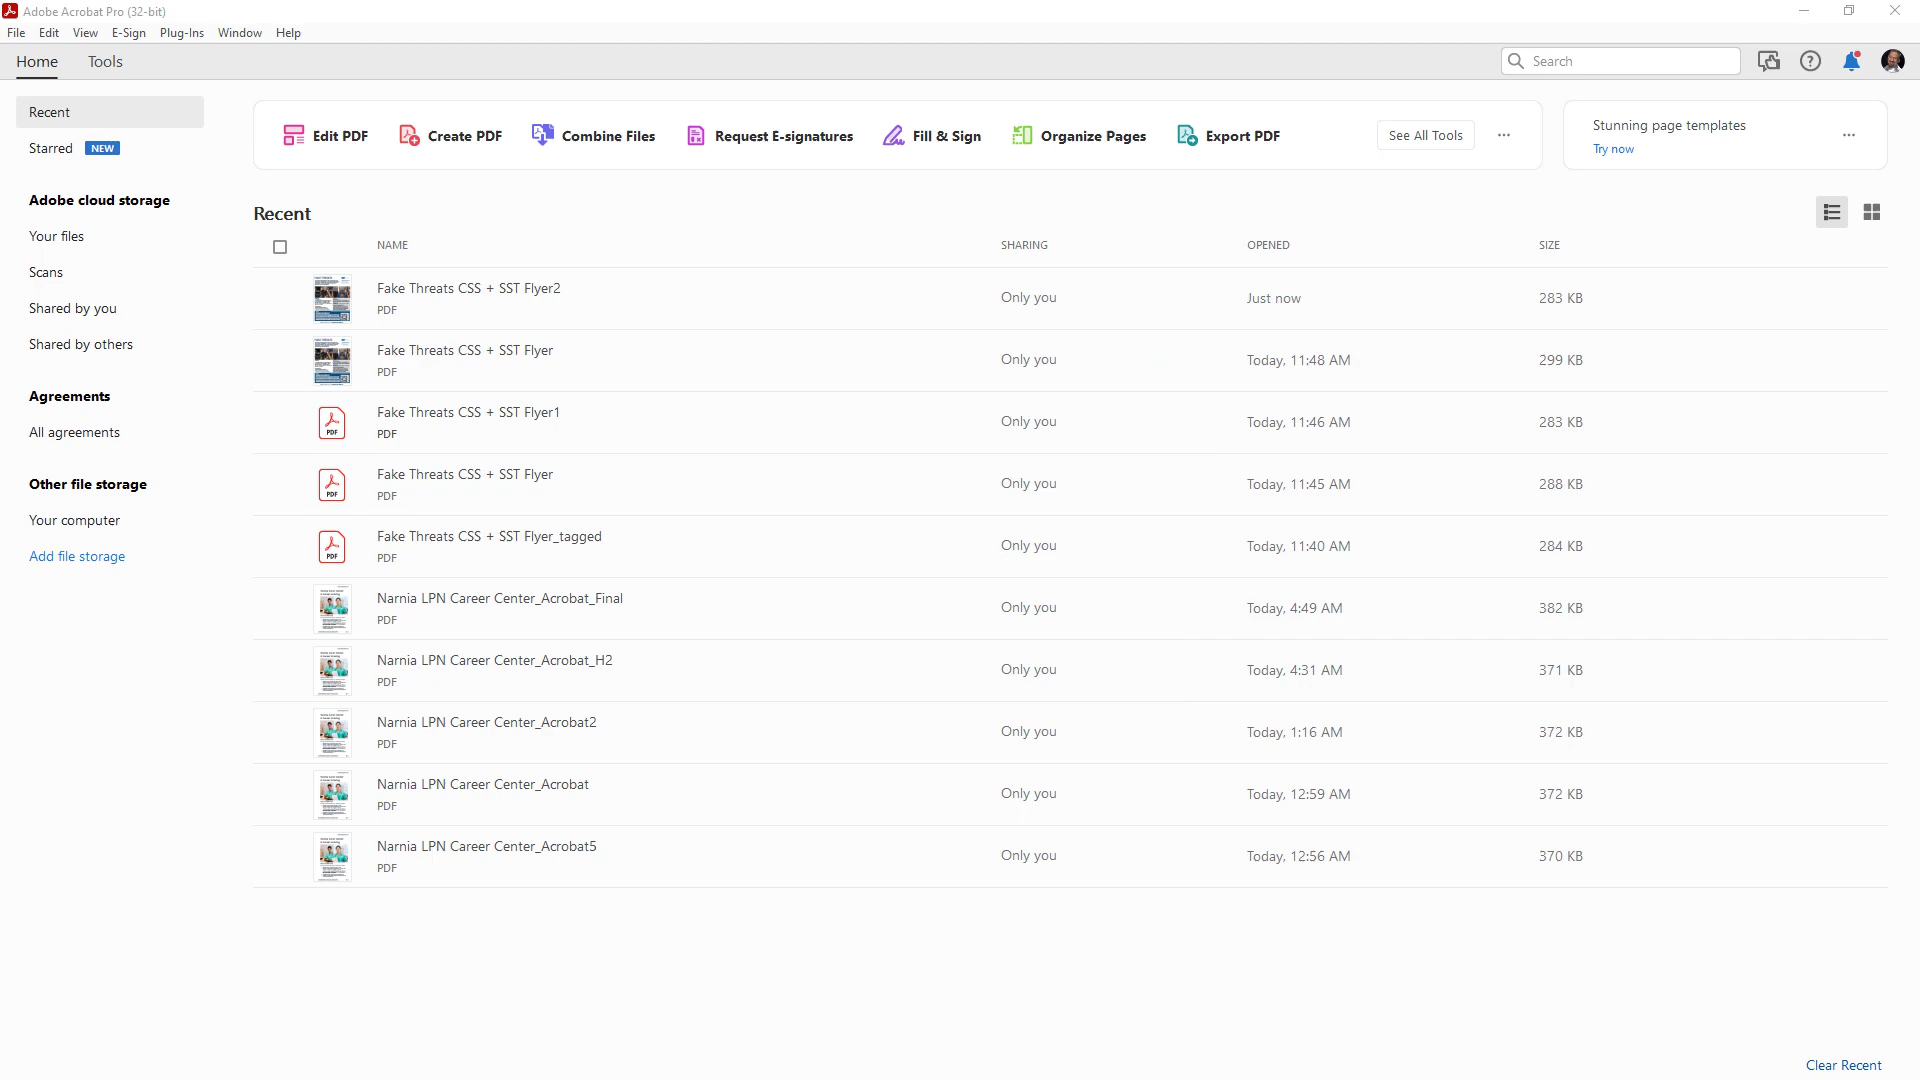 Adobe Acrobat Pro (32-bit)
File Edit View E-Sign Plug-Ins Window Help
Home Tools
Search
Recent
Starred NEW
Adobe cloud storage
Your files
Scans
Shared by you
Shared by others
Agreements
All agreements
Other file storage
Your computer
Add file storage
Edit PDF Create PDF Combine Files Request E-signatures Fill & Sign Organize Pages Export PDF See All Tools
Stunning page templates
Try now
Recent
NAME SHARING OPENED SIZE
Fake Threats CSS + SST Flyer2 Only you Just now 283 KB
PDF
Fake Threats CSS + SST Flyer Only you Today, 11:48 AM 299 KB
PDF
Fake Threats CSS + SST Flyer1 Only you Today, 11:46 AM 283 KB
PDF
PDF
Fake Threats CSS + SST Flyer Only you Today, 11:45 AM 288 KB
PDF
PDF
Fake Threats CSS + SST Flyer_tagged Only you Today, 11:40 AM 284 KB
PDF
PDF
Narnia LPN Career Center_Acrobat_Final Only you Today, 4:49 AM 382 KB
PDF
Narnia LPN Career Center_Acrobat_H2 Only you Today, 4:31 AM 371 KB
PDF
Narnia LPN Career Center_Acrobat2 Only you Today, 1:16 AM 372 KB
PDF
Narnia LPN Career Center_Acrobat Only you Today, 12:59 AM 372 KB
PDF
Narnia LPN Career Center_Acrobat5 Only you Today, 12:56 AM 370 KB
PDF
Clear Recent